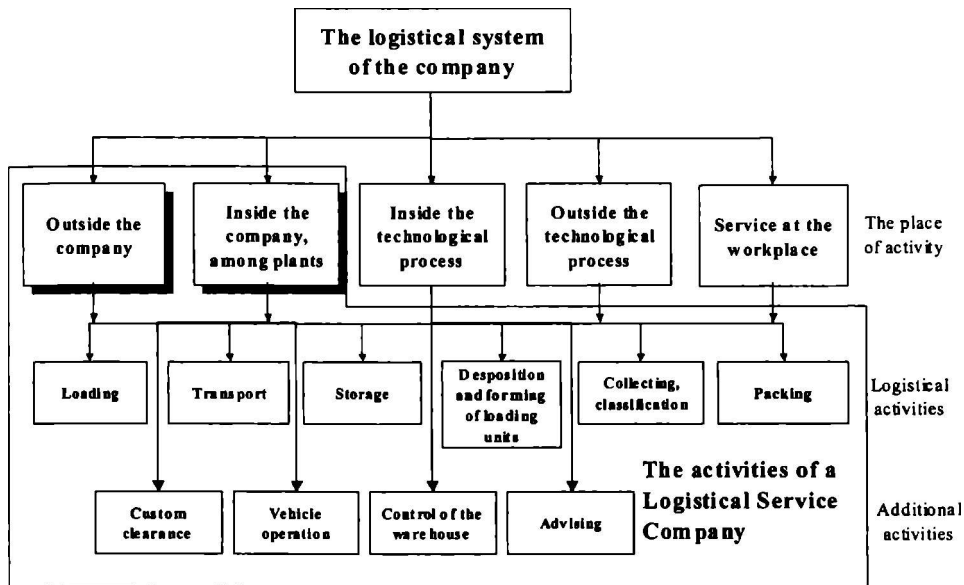 The logistical system
of the company
Outside the
company
Inside the
company,
among plants
Inside the
technological
process
Outside the
technological
process
Service at the
workplace
The place
of activity
Loading
Transport
Storage
Desposition
and forming
of loading
units
Collecting,
classification
Packing
Logistical
activities
The activities of a
Logistical Service
Company
Custom
clearance
Vehicle
operation
Control of the
warehouse
Advising
Additional
activities